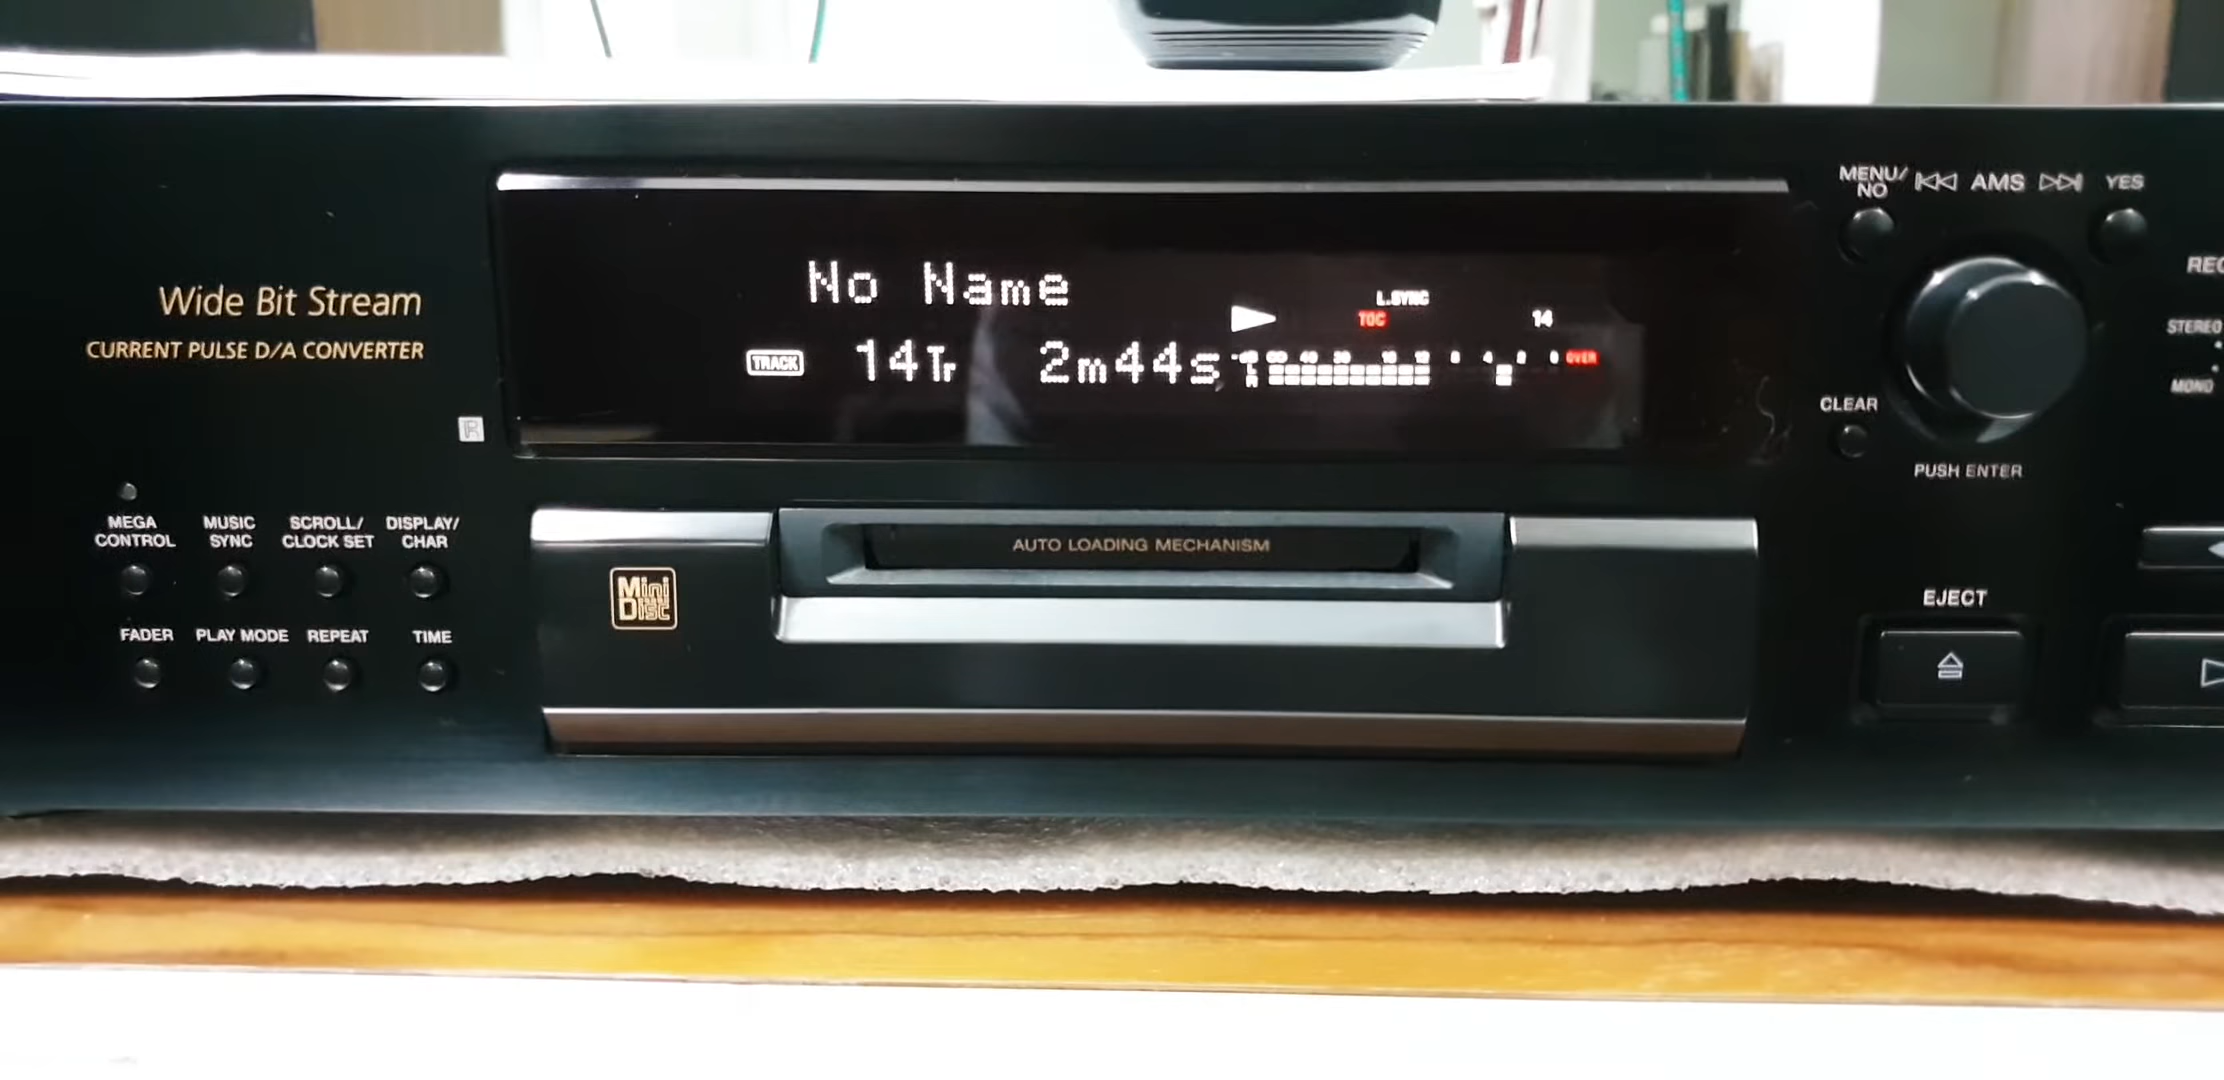 MENU/ NO
AMS
YES
Wide Bit Stream
CURRENT PULSE D/A CONVERTER
No Name
L.SYNC
TOC
14
TRACK 14Tr 2m44s
OVER
REC
STEREO
MONO
CLEAR
PUSH ENTER
MEGA CONTROL
MUSIC SYNC
SCROLL/ CLOCK SET
DISPLAY/ CHAR
AUTO LOADING MECHANISM
Mini Disc
EJECT
FADER
PLAY MODE
REPEAT
TIME